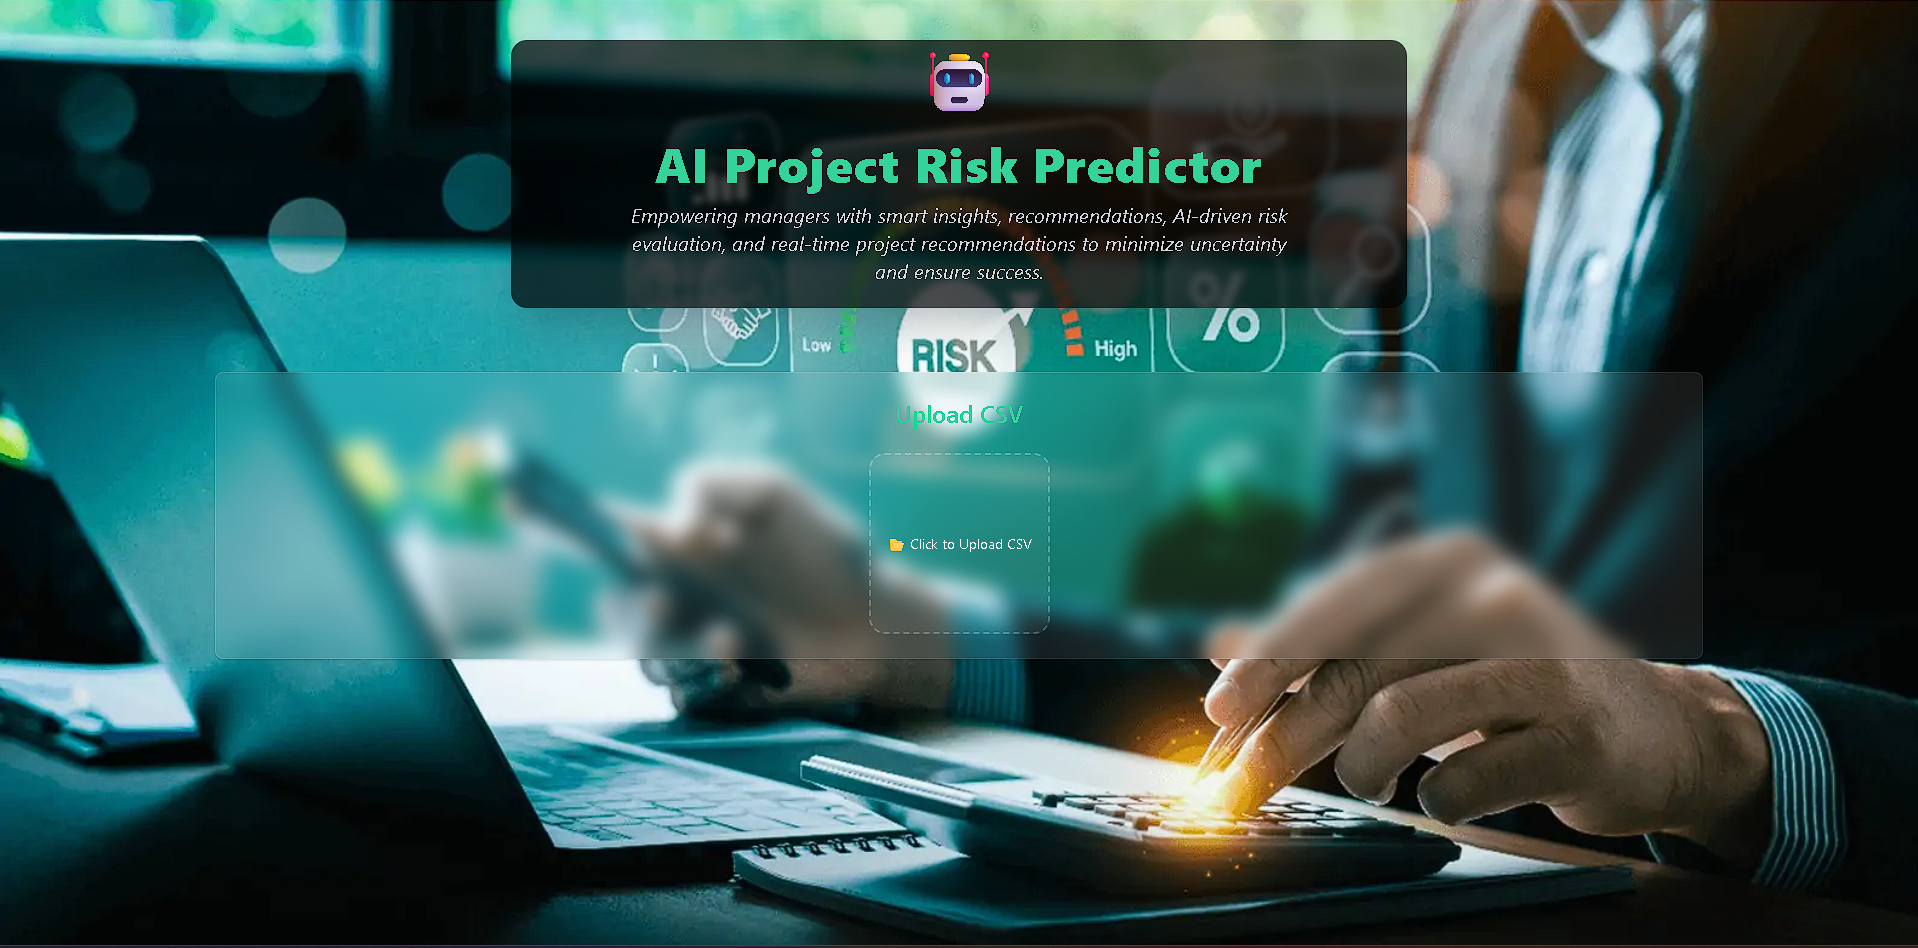 AI Project Risk Predictor
Empowering managers with smart insights, recommendations, AI-driven risk
evaluation, and real-time project recommendations to minimize uncertainty
and ensure success.
%
Low
RISK
High
Upload CSV
Click to Upload CSV